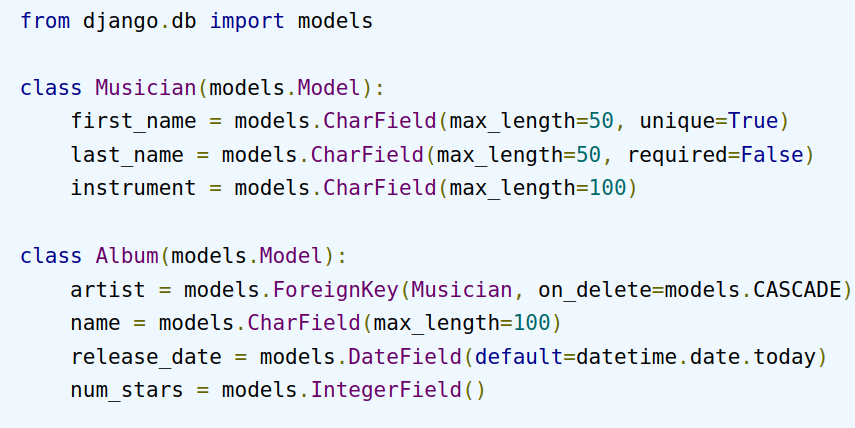 from django.db import models

class Musician(models.Model):
    first_name = models.CharField(max_length=50, unique=True)
    last_name = models.CharField(max_length=50, required=False)
    instrument = models.CharField(max_length=100)

class Album(models.Model):
    artist = models.ForeignKey(Musician, on_delete=models.CASCADE)
    name = models.CharField(max_length=100)
    release_date = models.DateField(default=datetime.date.today)
    num_stars = models.IntegerField()